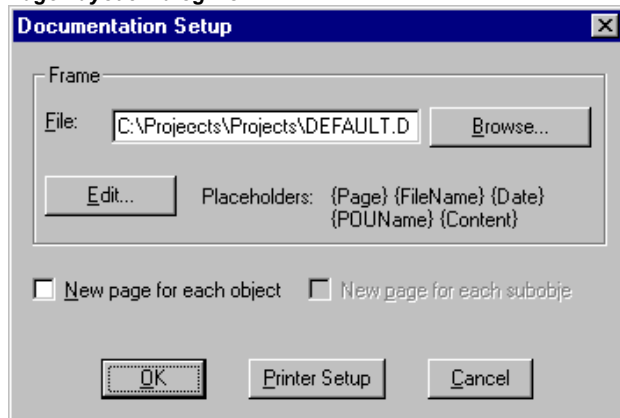 Documentation Setup
Frame
File: C:\Projeects\Projects\DEFAULT.D Browse...
Edit... Placeholders: {Page} {FileName} {Date}
{POUName} {Content}
New page for each object New page for each subobje
OK Printer Setup Cancel